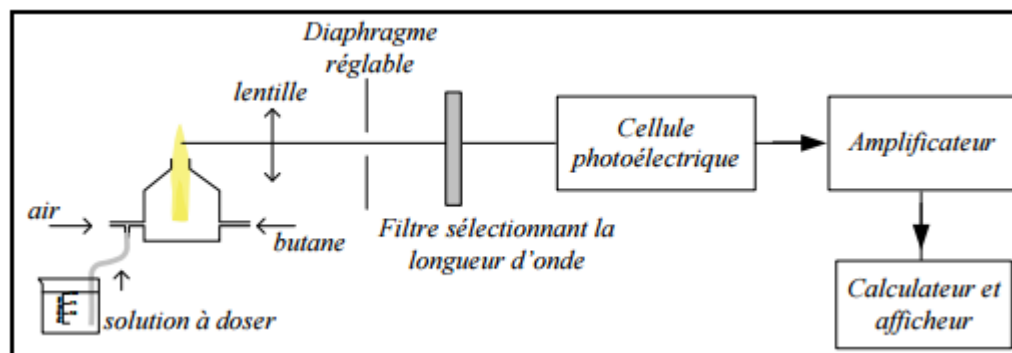 Diaphragme
réglable
lentille
Cellule
photoélectrique
Amplificateur
air
butane
Filtre sélectionnant la
longueur d'onde
solution à doser
Calculateur et
afficheur